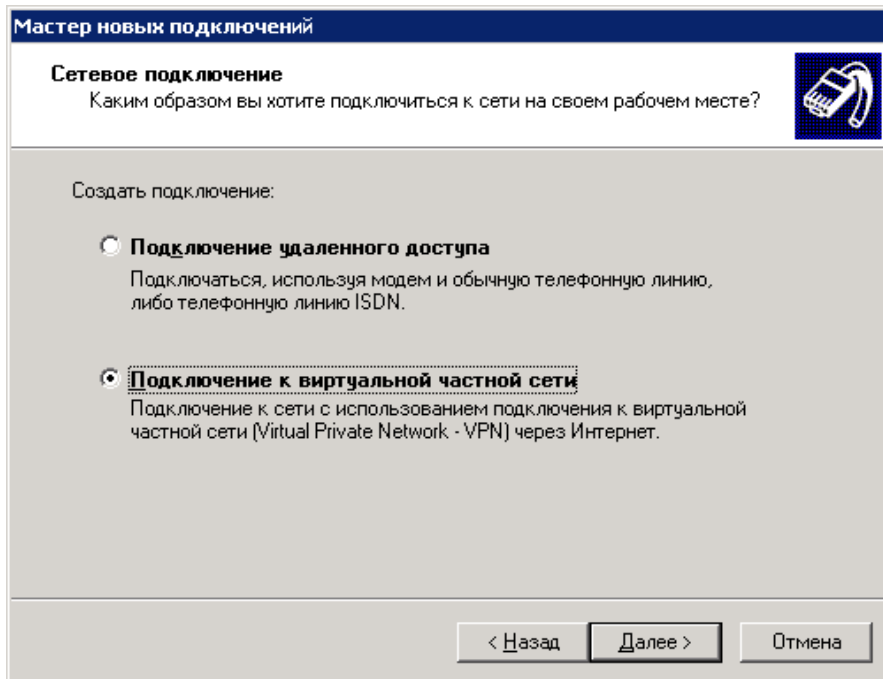 Мастер новых подключений
Сетевое подключение
Каким образом вы хотите подключиться к сети на своем рабочем месте?
Создать подключение:
Подключение удаленного доступа
Подключаться, используя модем и обычную телефонную линию,
либо телефонную линию ISDN.
Подключение к виртуальной частной сети
Подключение к сети с использованием подключения к виртуальной
частной сети (Virtual Private Network - VPN) через Интернет.
< Назад Далее > Отмена